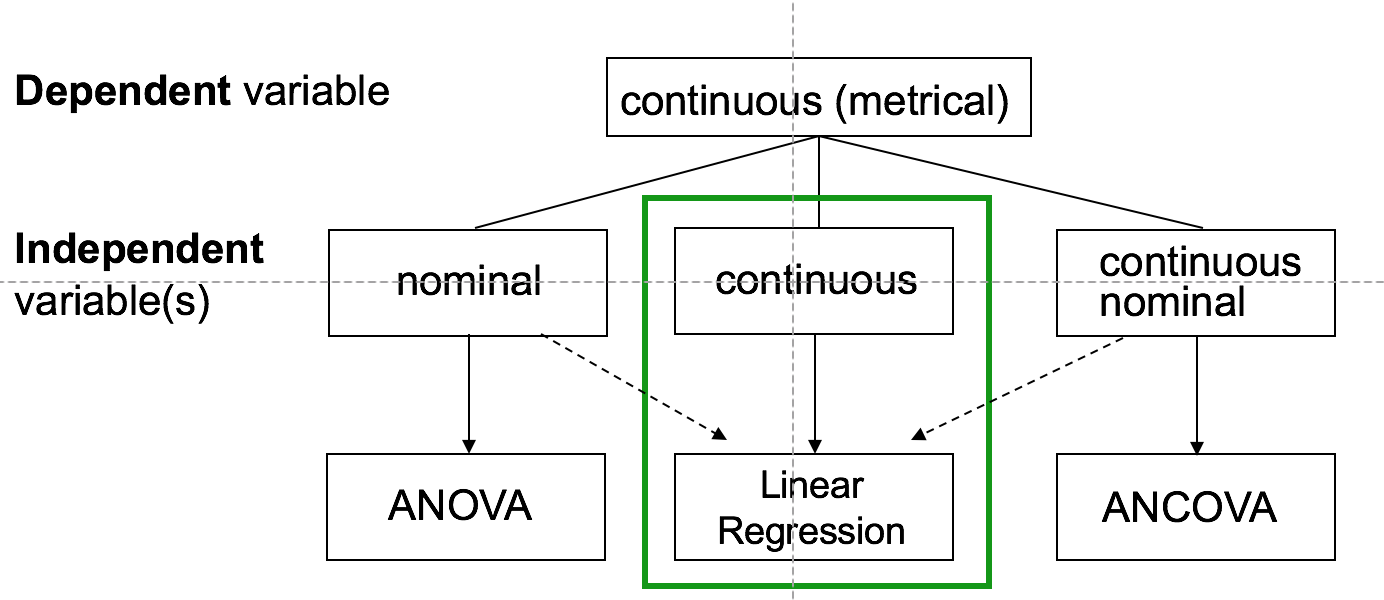 Dependent variable
continuous (metrical)
Independent
variable(s)
nominal
continuous
continuous
nominal
ANOVA
Linear
Regression
ANCOVA